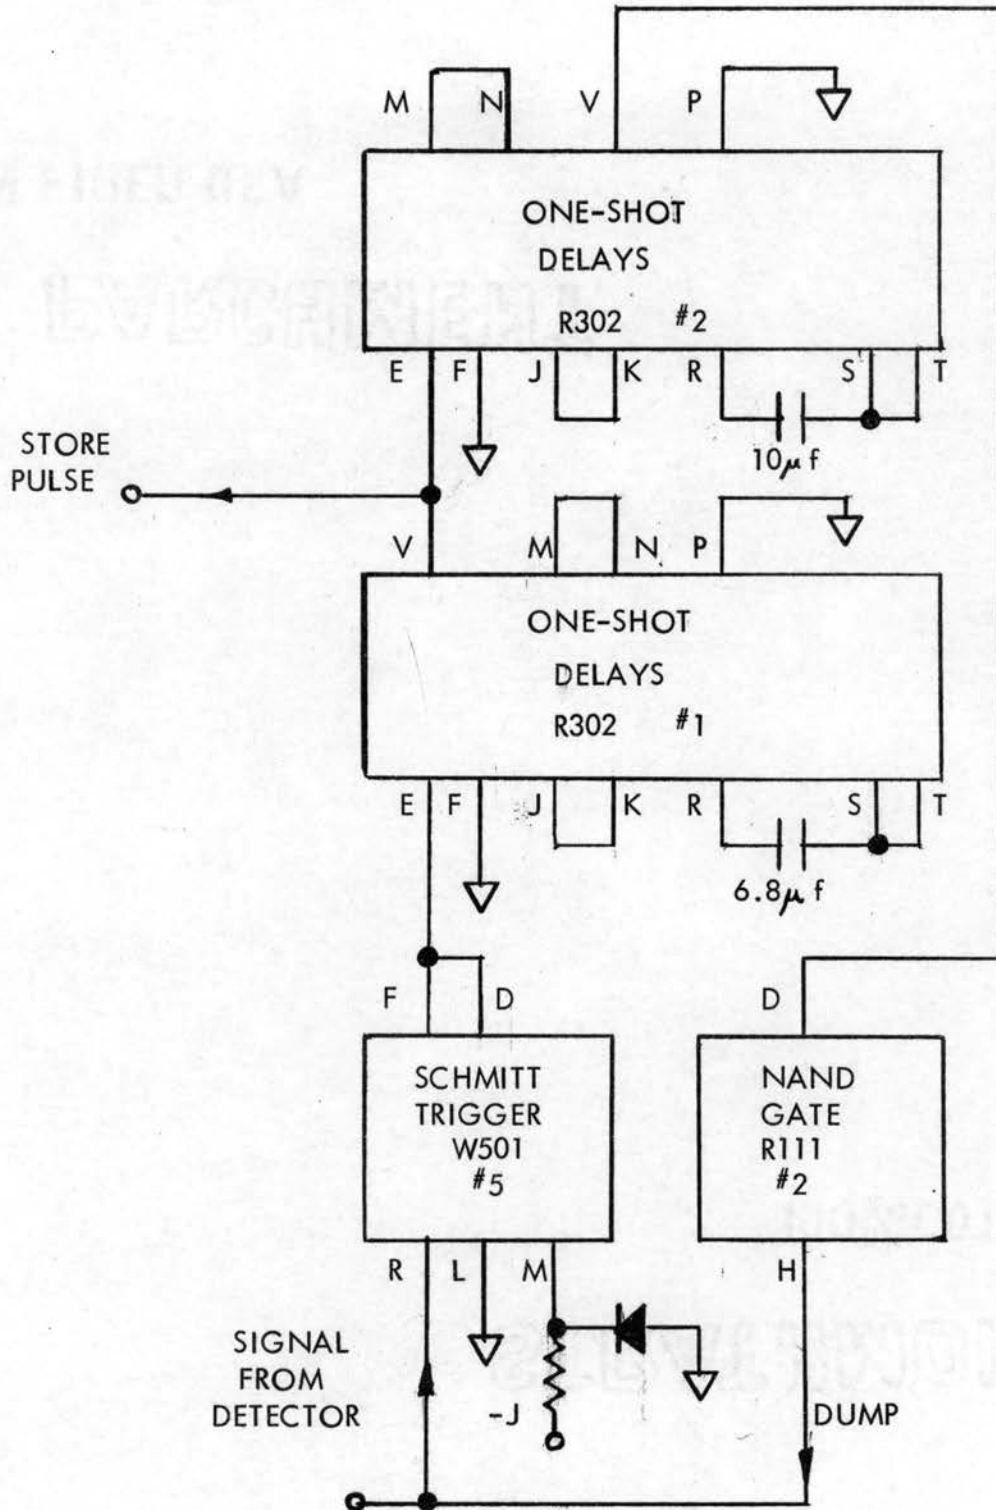 M N V P
ONE-SHOT
DELAYS
R302 #2
E F J K R S T
10μf
STORE
PULSE
V M N P
ONE-SHOT
DELAYS
R302 #1
E F J K R S T
6.8μf
F D D
SCHMITT
TRIGGER
W501
#5
NAND
GATE
R111
#2
R L M H
SIGNAL
FROM
DETECTOR
-J
DUMP